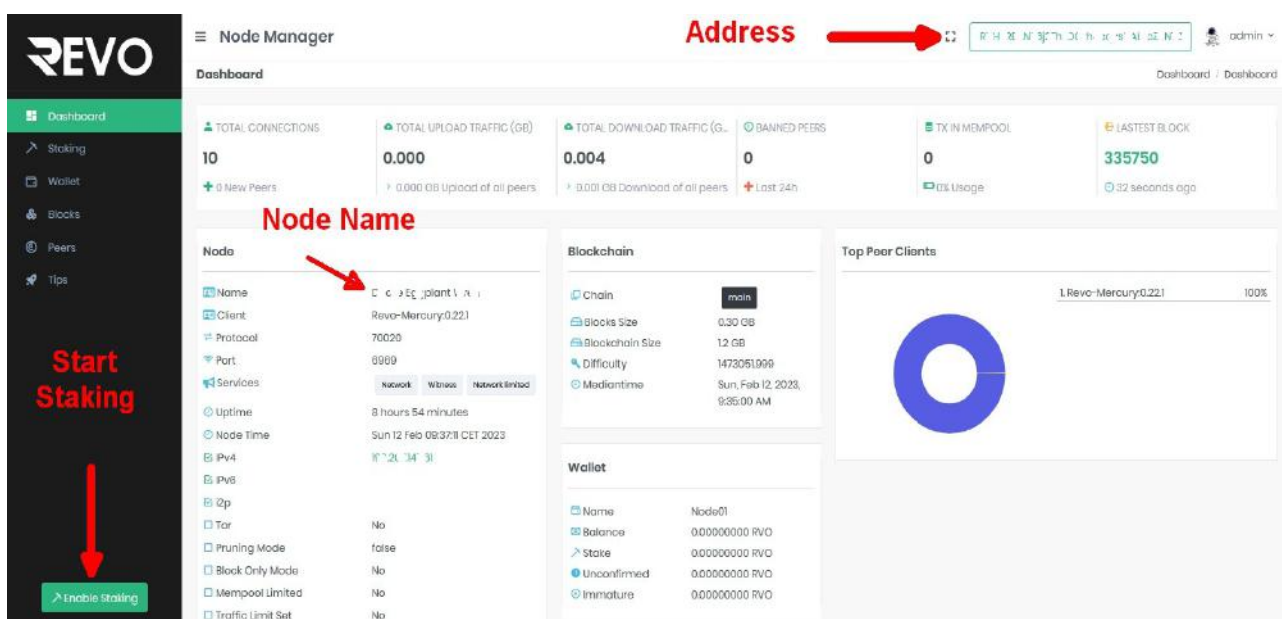 REVO
Node Manager
Address
admin
Dashboard
Dashboard / Dashboard
Dashboard
Staking
Wallet
Blocks
Peers
Tips
TOTAL CONNECTIONS
10
0 New Peers
TOTAL UPLOAD TRAFFIC (GB)
0.000
0.000 GB Upload of all peers
TOTAL DOWNLOAD TRAFFIC (G...
0.004
0.001 GB Download of all peers
BANNED PEERS
0
Last 24h
TX IN MEMPOOL
0
0% Usage
LASTEST BLOCK
335750
32 seconds ago
Node Name
Node
Name
Client Revo-Mercury:0.22.1
Protocol 70020
Port 6969
Services Network Witness Network limited
Uptime 8 hours 54 minutes
Node Time Sun 12 Feb 09:37:11 CET 2023
IPv4
IPv6
i2p
Tor No
Pruning Mode false
Block Only Mode No
Mempool Limited No
Traffic Limit Set No
Blockchain
Chain main
Blocks Size 0.30 GB
Blockchain Size 1.2 GB
Difficulty 1473051.999
Mediantime Sun, Feb 12, 2023,
9:35:00 AM
Wallet
Name Node01
Balance 0.00000000 RVO
Stake 0.00000000 RVO
Unconfirmed 0.00000000 RVO
Immature 0.00000000 RVO
Top Peer Clients
1. Revo-Mercury:0.22.1 100%
Start
Staking
Enable Staking